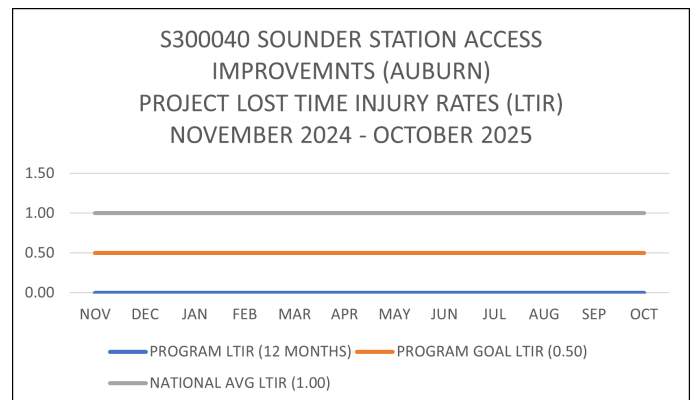 S300040 SOUNDER STATION ACCESS
IMPROVEMNTS (AUBURN)
PROJECT LOST TIME INJURY RATES (LTIR)
NOVEMBER 2024 - OCTOBER 2025
1.50
1.00
0.50
0.00
NOV DEC JAN FEB MAR APR MAY JUN JUL AUG SEP OCT
PROGRAM LTIR (12 MONTHS) PROGRAM GOAL LTIR (0.50)
NATIONAL AVG LTIR (1.00)